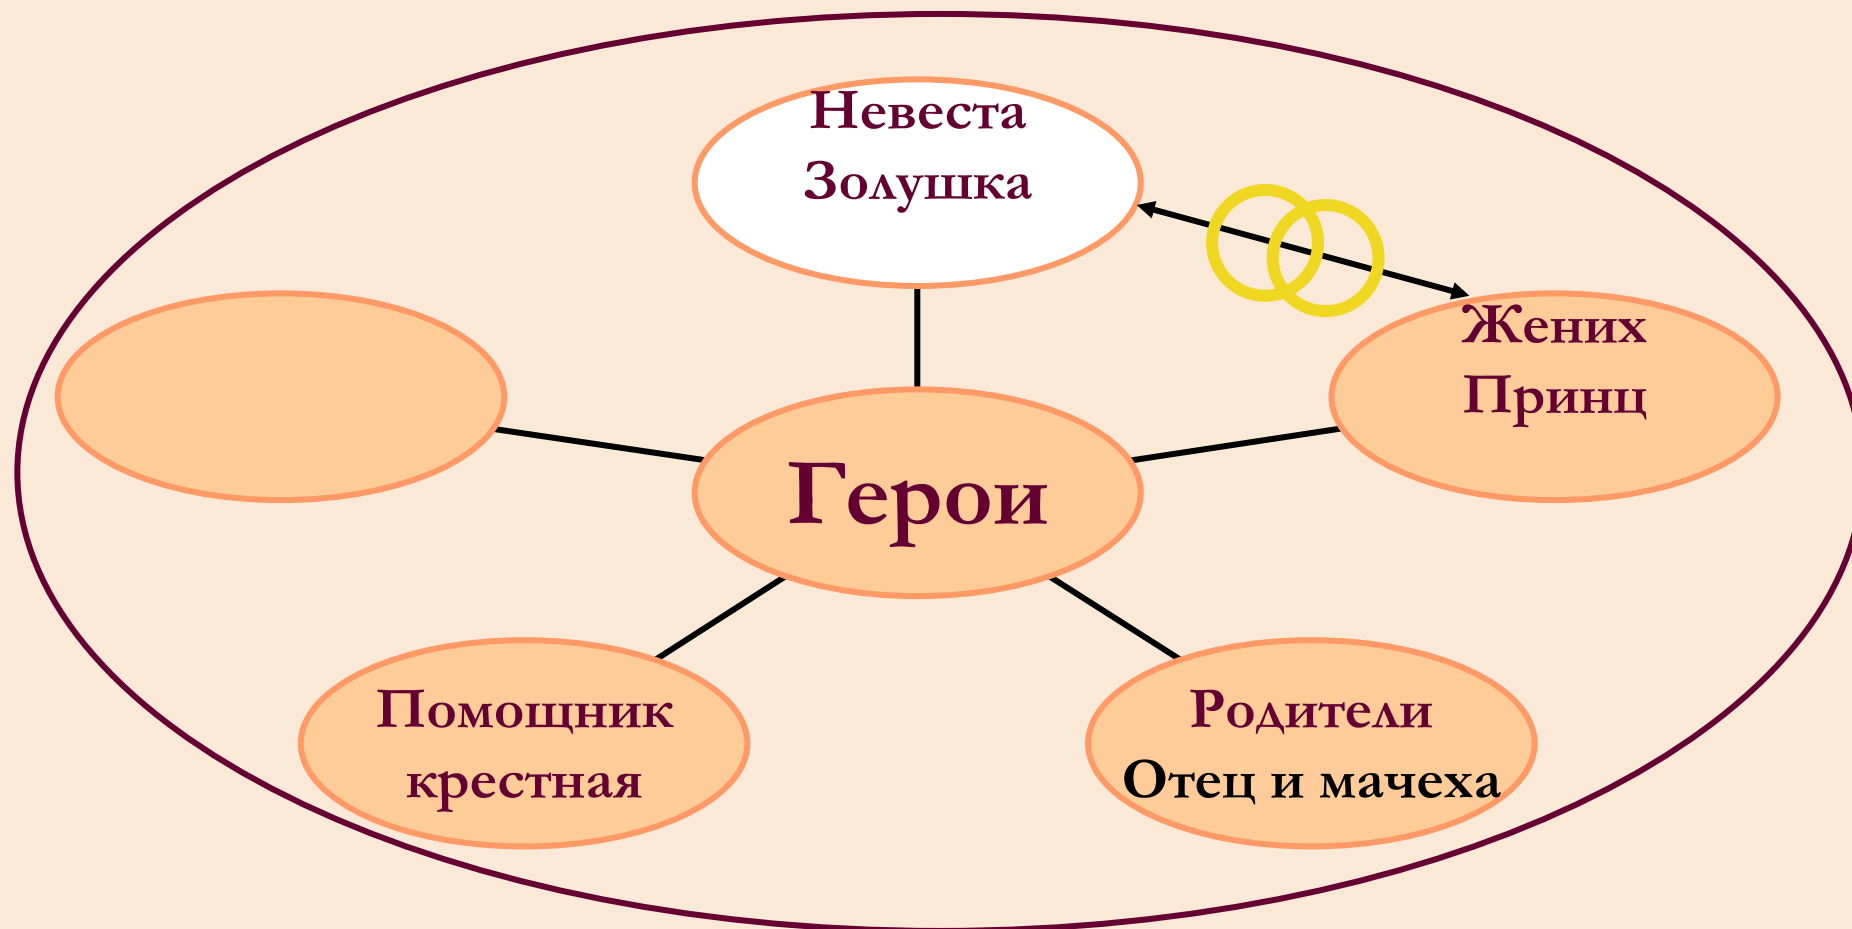 Невеста
Золушка
Жених
Принц
Герои
Помощник
крестная
Родители
Отец и мачеха